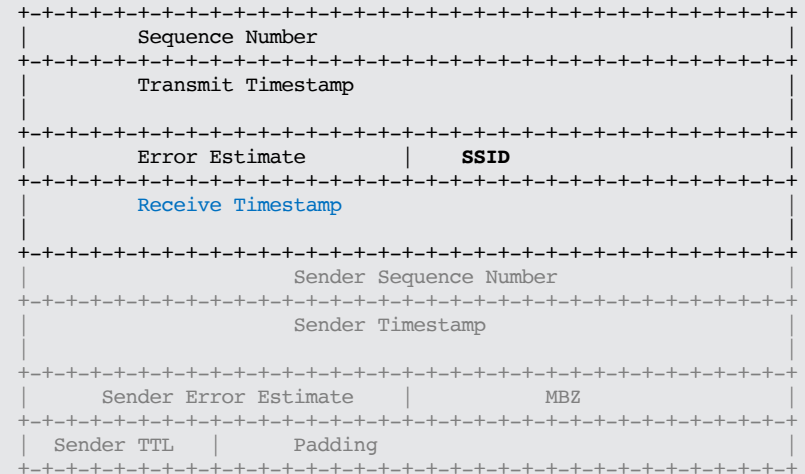 +-+-+-+-+-+-+-+-+-+-+-+-+-+-+-+-+-+-+-+-+-+-+-+-+-+-+-+-+-+-+-+-+
| Sequence Number |
+-+-+-+-+-+-+-+-+-+-+-+-+-+-+-+-+-+-+-+-+-+-+-+-+-+-+-+-+-+-+-+-+
| Transmit Timestamp |
| |
+-+-+-+-+-+-+-+-+-+-+-+-+-+-+-+-+-+-+-+-+-+-+-+-+-+-+-+-+-+-+-+-+
| Error Estimate | SSID |
+-+-+-+-+-+-+-+-+-+-+-+-+-+-+-+-+-+-+-+-+-+-+-+-+-+-+-+-+-+-+-+-+
| Receive Timestamp |
| |
+-+-+-+-+-+-+-+-+-+-+-+-+-+-+-+-+-+-+-+-+-+-+-+-+-+-+-+-+-+-+-+-+
| Sender Sequence Number |
+-+-+-+-+-+-+-+-+-+-+-+-+-+-+-+-+-+-+-+-+-+-+-+-+-+-+-+-+-+-+-+-+
| Sender Timestamp |
| |
+-+-+-+-+-+-+-+-+-+-+-+-+-+-+-+-+-+-+-+-+-+-+-+-+-+-+-+-+-+-+-+-+
| Sender Error Estimate | MBZ |
+-+-+-+-+-+-+-+-+-+-+-+-+-+-+-+-+-+-+-+-+-+-+-+-+-+-+-+-+-+-+-+-+
| Sender TTL | Padding |
+-+-+-+-+-+-+-+-+-+-+-+-+-+-+-+-+-+-+-+-+-+-+-+-+-+-+-+-+-+-+-+-+